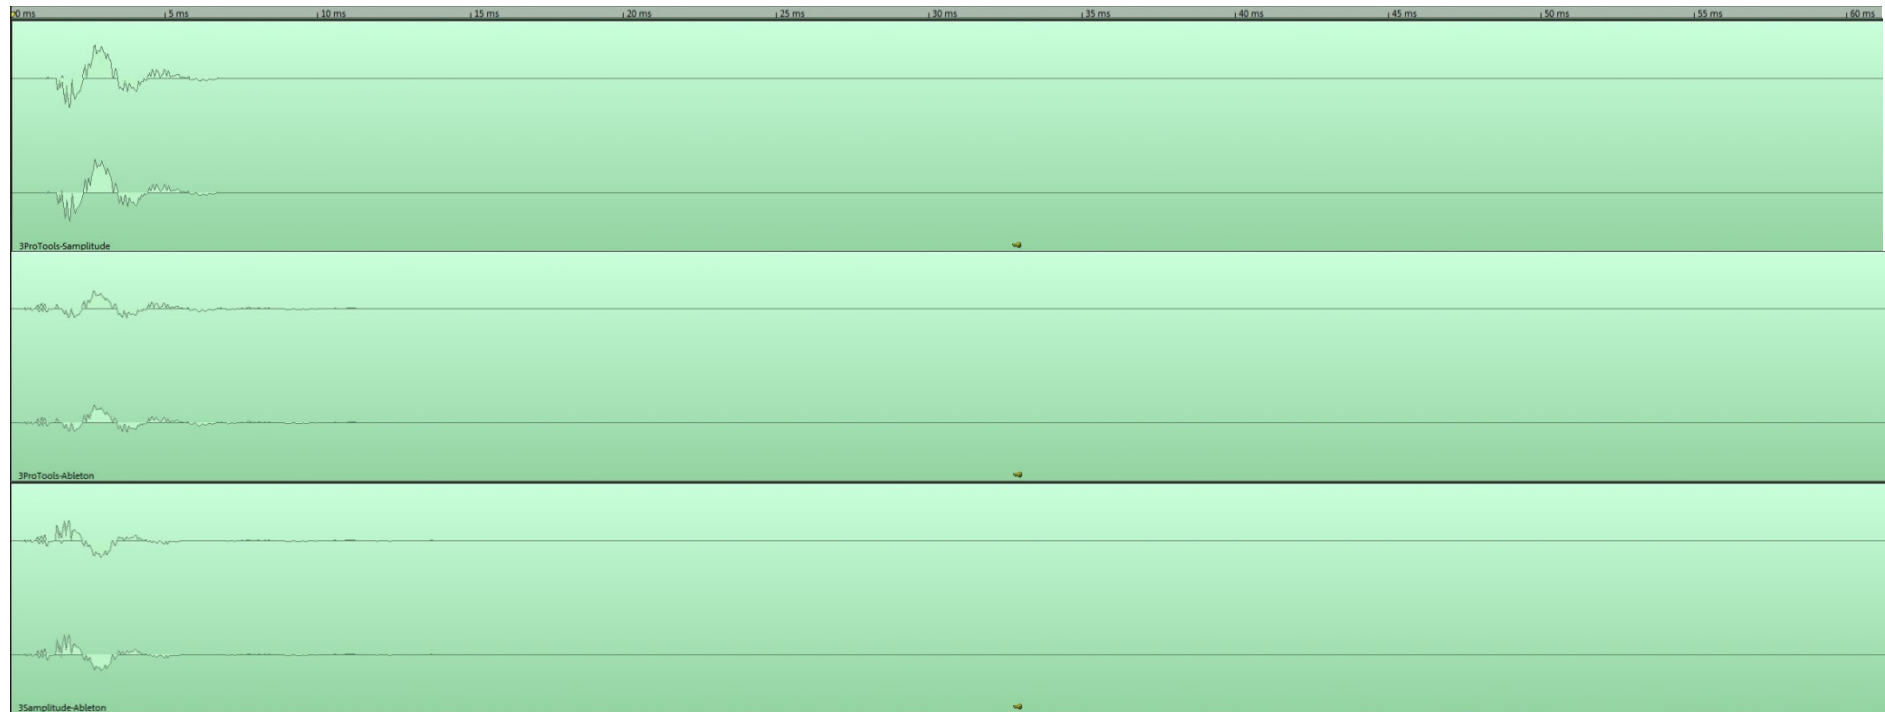 0 ms 5 ms 10 ms 15 ms 20 ms 25 ms 30 ms 35 ms 40 ms 45 ms 50 ms 55 ms 60 ms
3ProTools-Samplitude
3ProTools-Ableton
3Samplitude-Ableton